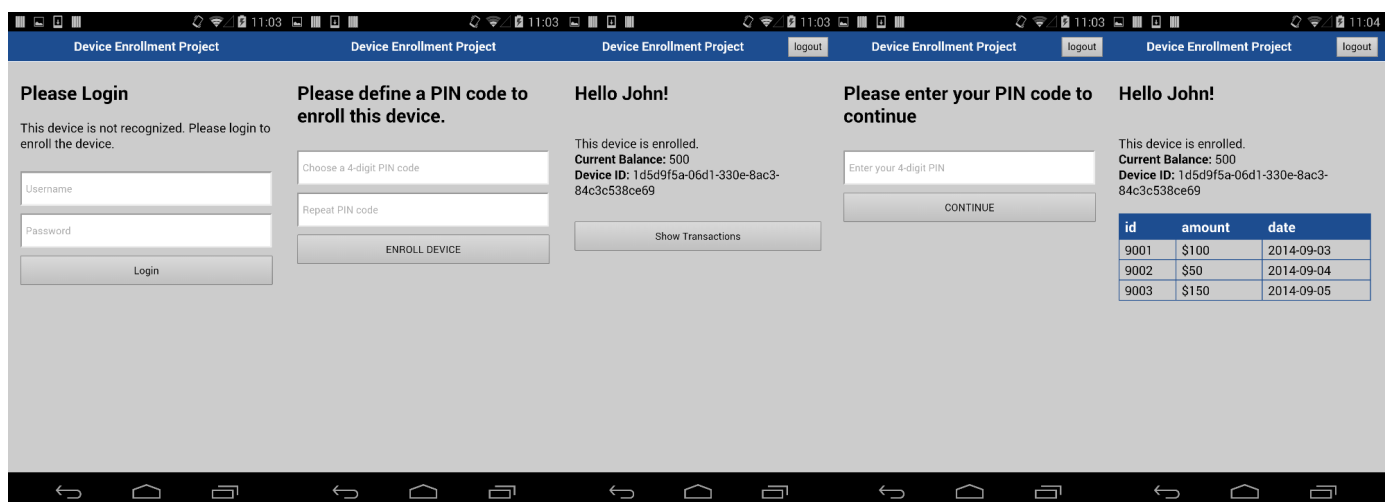 11:03
Device Enrollment Project
Please Login
This device is not recognized. Please login to
enroll the device.
Username
Password
Login
11:03
Device Enrollment Project
Please define a PIN code to
enroll this device.
Choose a 4-digit PIN code
Repeat PIN code
ENROLL DEVICE
11:03
Device Enrollment Project
logout
Hello John!
This device is enrolled.
Current Balance: 500
Device ID: 1d5d9f5a-06d1-330e-8ac3-
84c3c538ce69
Show Transactions
11:03
Device Enrollment Project
logout
Please enter your PIN code to
continue
Enter your 4-digit PIN
CONTINUE
11:04
Device Enrollment Project
logout
Hello John!
This device is enrolled.
Current Balance: 500
Device ID: 1d5d9f5a-06d1-330e-8ac3-
84c3c538ce69
id amount date
9001 $100 2014-09-03
9002 $50 2014-09-04
9003 $150 2014-09-05